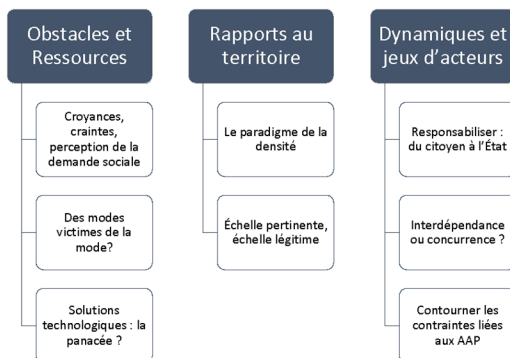 Obstacles et
Ressources
Croyances,
craintes,
perception de la
demande sociale
Des modes
victimes de la
mode?
Solutions
technologiques : la
panacée ?
Rapports au
territoire
Le paradigme de la
densité
Échelle pertinente,
échelle légitime
Dynamiques et
jeux d'acteurs
Responsabiliser :
du citoyen à l'État
Interdépendance
ou concurrence ?
Contourner les
contraintes liées
aux AAP